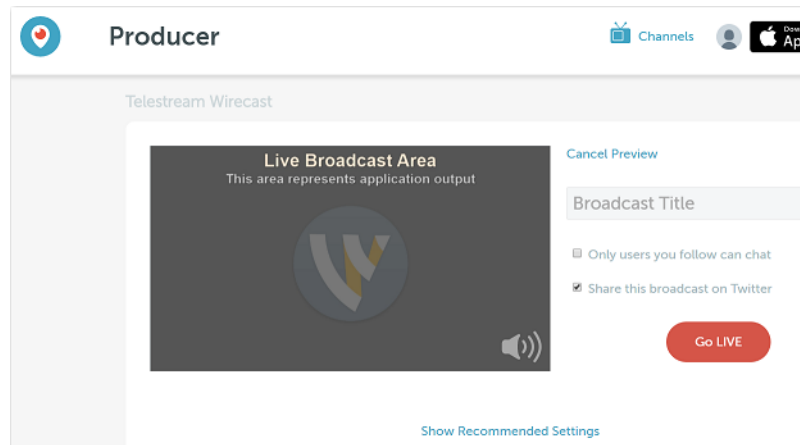 Producer
Channels
Telestream Wirecast
Live Broadcast Area
This area represents application output
Cancel Preview
Broadcast Title
Only users you follow can chat
Share this broadcast on Twitter
Go LIVE
Show Recommended Settings